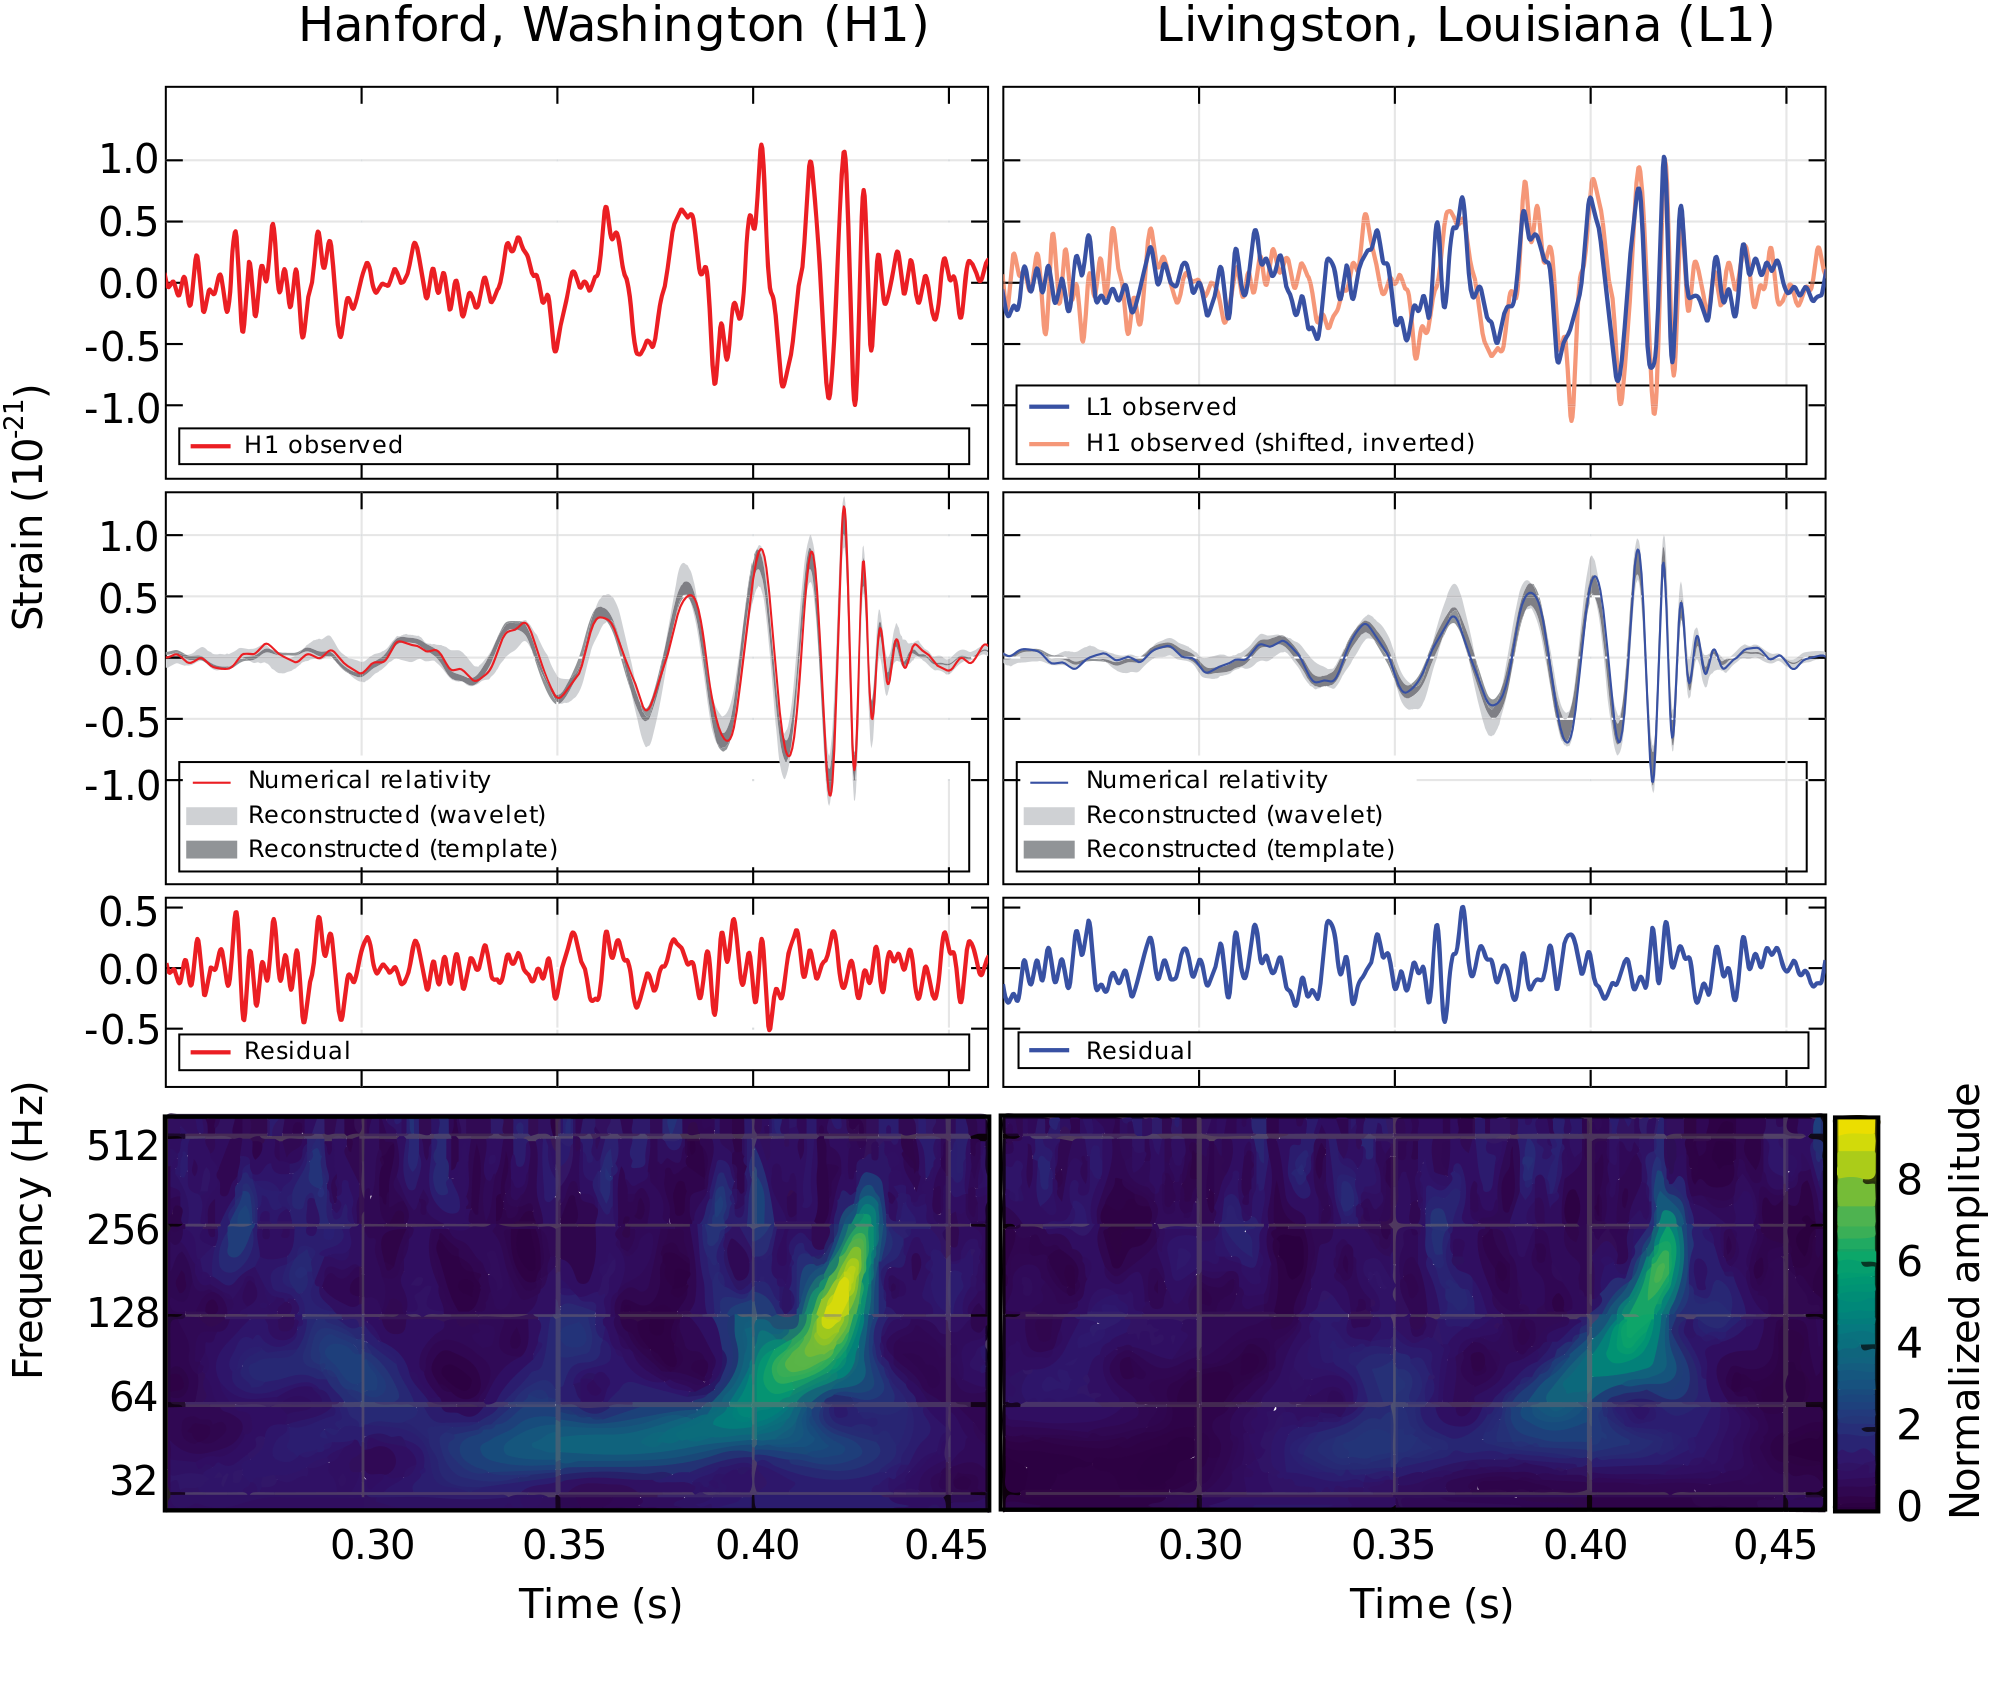 Hanford, Washington (H1)
Livingston, Louisiana (L1)
Strain (10-21)
1.0
0.5
0.0
-0.5
-1.0
H1 observed
L1 observed
H1 observed (shifted, inverted)
1.0
0.5
0.0
-0.5
-1.0
Numerical relativity
Reconstructed (wavelet)
Reconstructed (template)
Numerical relativity
Reconstructed (wavelet)
Reconstructed (template)
0.5
0.0
-0.5
Residual
Residual
Frequency (Hz)
512
256
128
64
32
8
6
4
2
0
Normalized amplitude
0.30 0.35 0.40 0.45
0.30 0.35 0.40 0,45
Time (s)
Time (s)